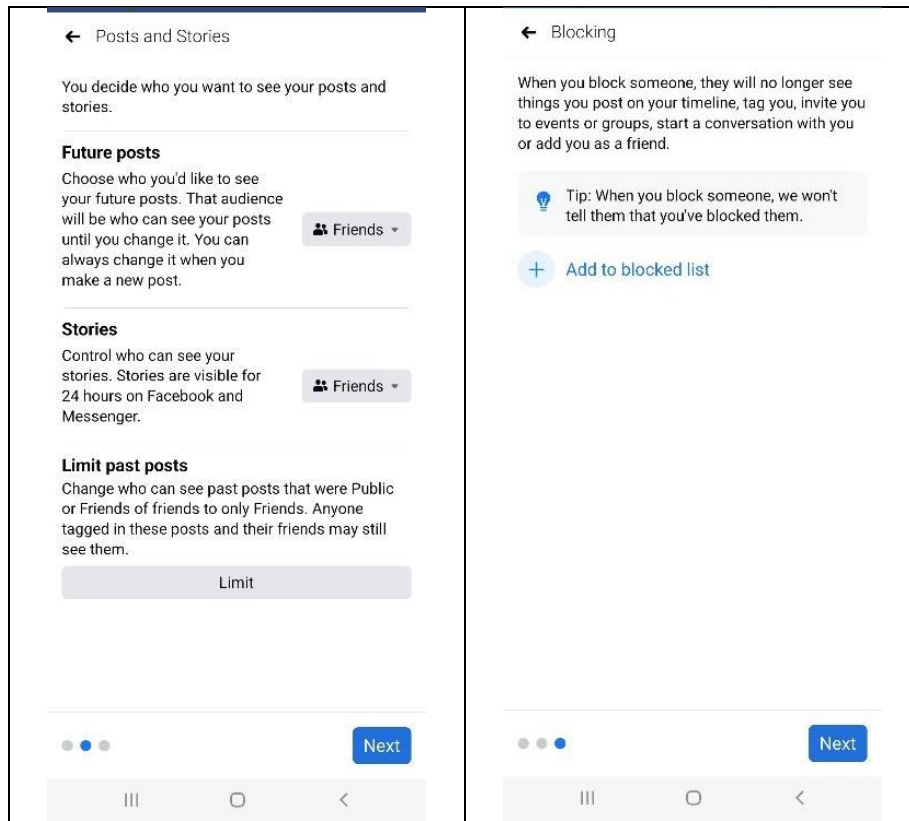 Posts and Stories
You decide who you want to see your posts and
stories.
Future posts
Choose who you'd like to see
your future posts. That audience
will be who can see your posts
until you change it. You can
always change it when you
make a new post.
Friends
Stories
Control who can see your
stories. Stories are visible for
24 hours on Facebook and
Messenger.
Friends
Limit past posts
Change who can see past posts that were Public
or Friends of friends to only Friends. Anyone
tagged in these posts and their friends may still
see them.
Limit
Next
Blocking
When you block someone, they will no longer see
things you post on your timeline, tag you, invite you
to events or groups, start a conversation with you
or add you as a friend.
Tip: When you block someone, we won't
tell them that you've blocked them.
Add to blocked list
Next